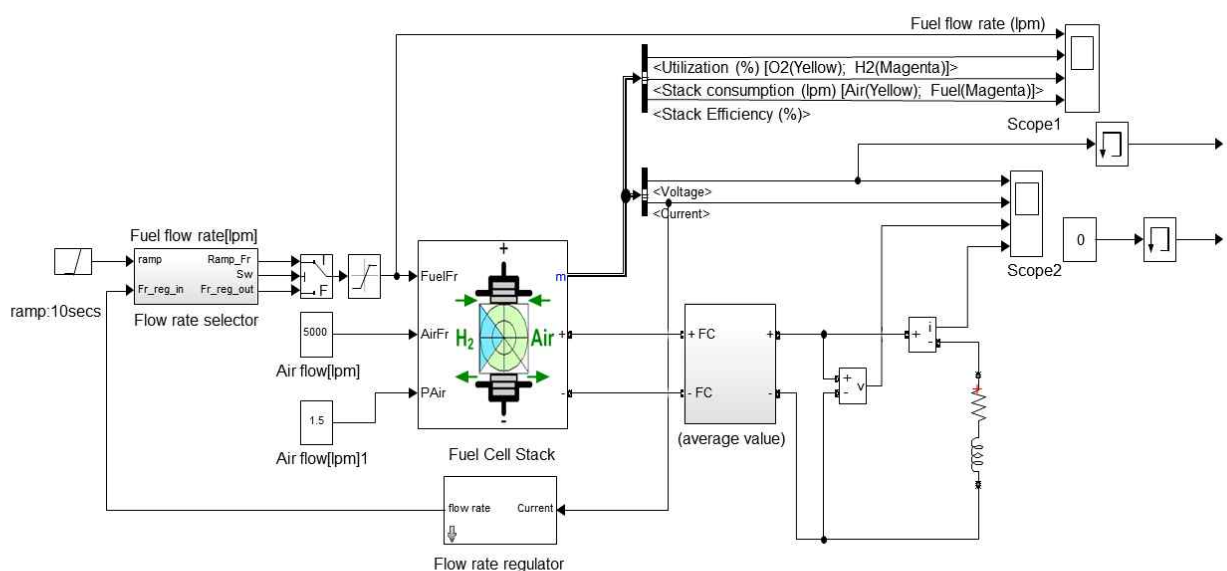 Fuel flow rate (lpm)
<Utilization (%) [O2(Yellow);  H2(Magenta)]>
<Stack consumption (lpm) [Air(Yellow);  Fuel(Magenta)]>
<Stack Efficiency (%)>
Scope1
<Voltage>
<Current>
0
Scope2
Fuel flow rate[lpm]
ramp
Ramp_Fr
Sw
Fr_reg_in
Fr_reg_out
T
F
ramp:10secs
Flow rate selector
FuelFr
m
5000
AirFr
H2
Air
+
-
Air flow[lpm]
1.5
PAir
Air flow[lpm]1
Fuel Cell Stack
+ FC
+
- FC
-
(average value)
+
-
v
+
i
-
flow rate
Current
Flow rate regulator